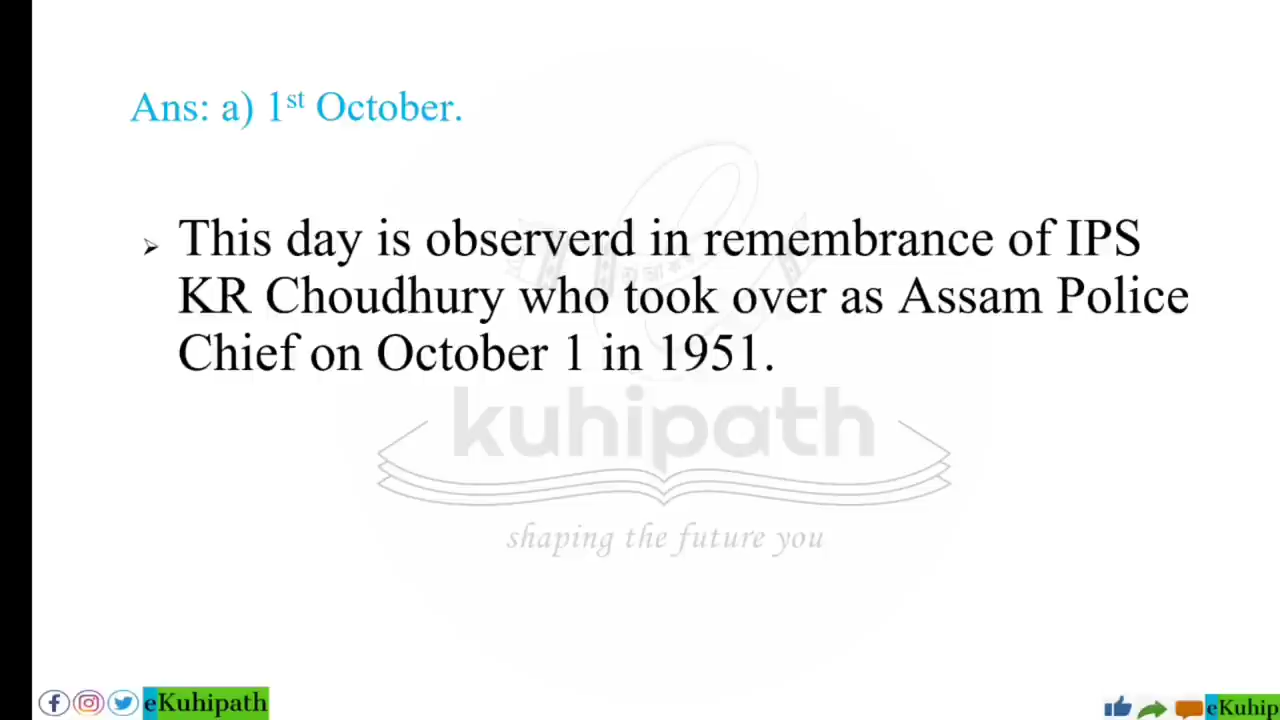 Ans: a) 1st October.
➢ This day is observerd in remembrance of IPS
KR Choudhury who took over as Assam Police
Chief on October 1 in 1951.
kuhipath
shaping the future you
eKuhipath
eKuhip